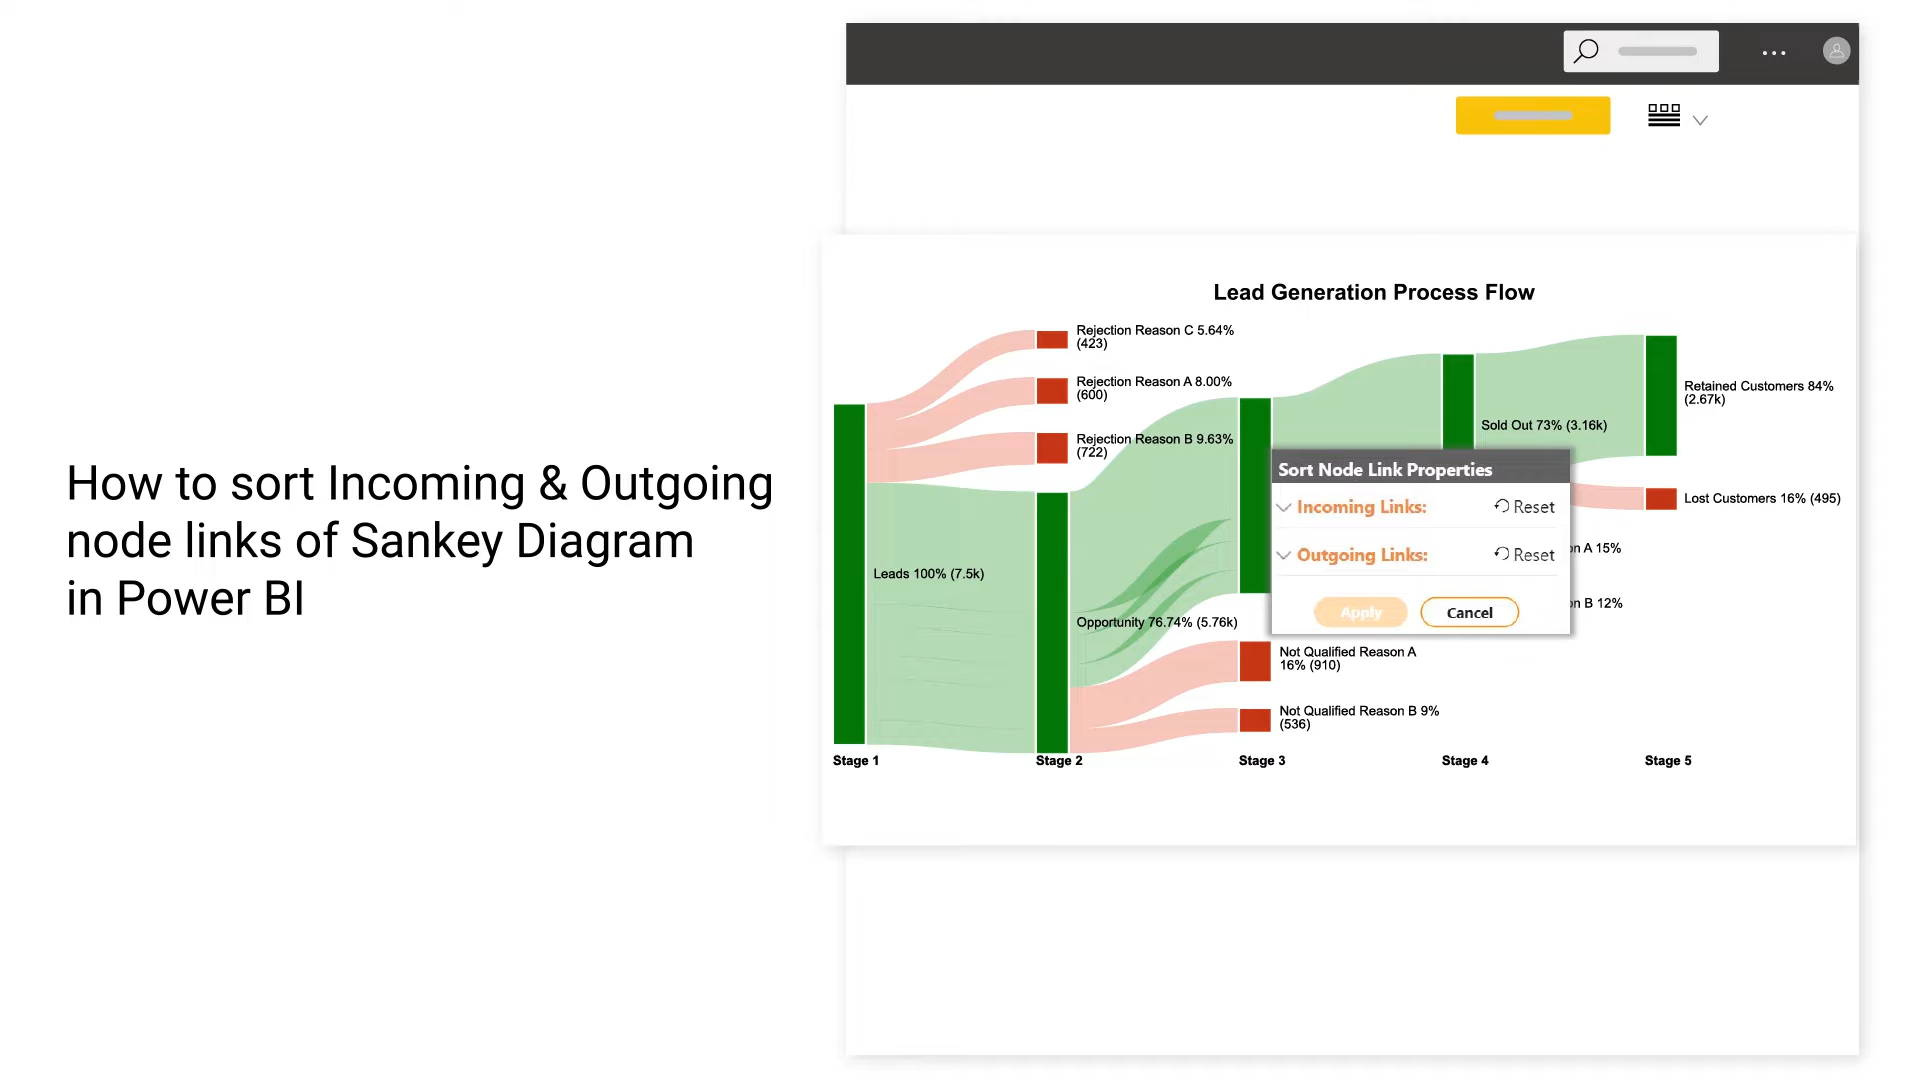 How to sort Incoming & Outgoing
node links of Sankey Diagram
in Power BI
Lead Generation Process Flow
Rejection Reason C 5.64%
(423)
Rejection Reason A 8.00%
(600)
Rejection Reason B 9.63%
(722)
Retained Customers 84%
(2.67k)
Sold Out 73% (3.16k)
Sort Node Link Properties
Incoming Links: Reset
Outgoing Links: Reset
Apply Cancel
Lost Customers 16% (495)
A 15%
B 12%
Leads 100% (7.5k)
Opportunity 76.74% (5.76k)
Not Qualified Reason A
16% (910)
Not Qualified Reason B 9%
(536)
Stage 1 Stage 2 Stage 3 Stage 4 Stage 5